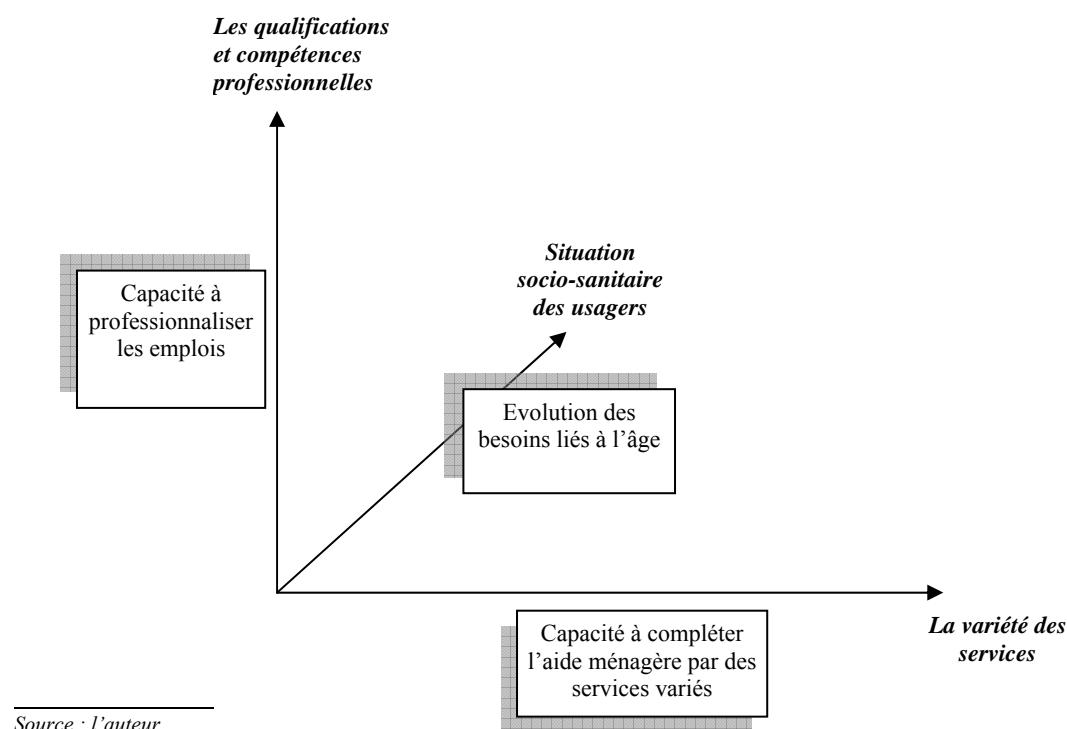 Les qualifications
et compétences
professionnelles
Situation
socio-sanitaire
des usagers
Capacité à
professionnaliser
les emplois
Evolution des
besoins liés à l’âge
La variété des
services
Capacité à compléter
l’aide ménagère par des
services variés
Source : l’auteur